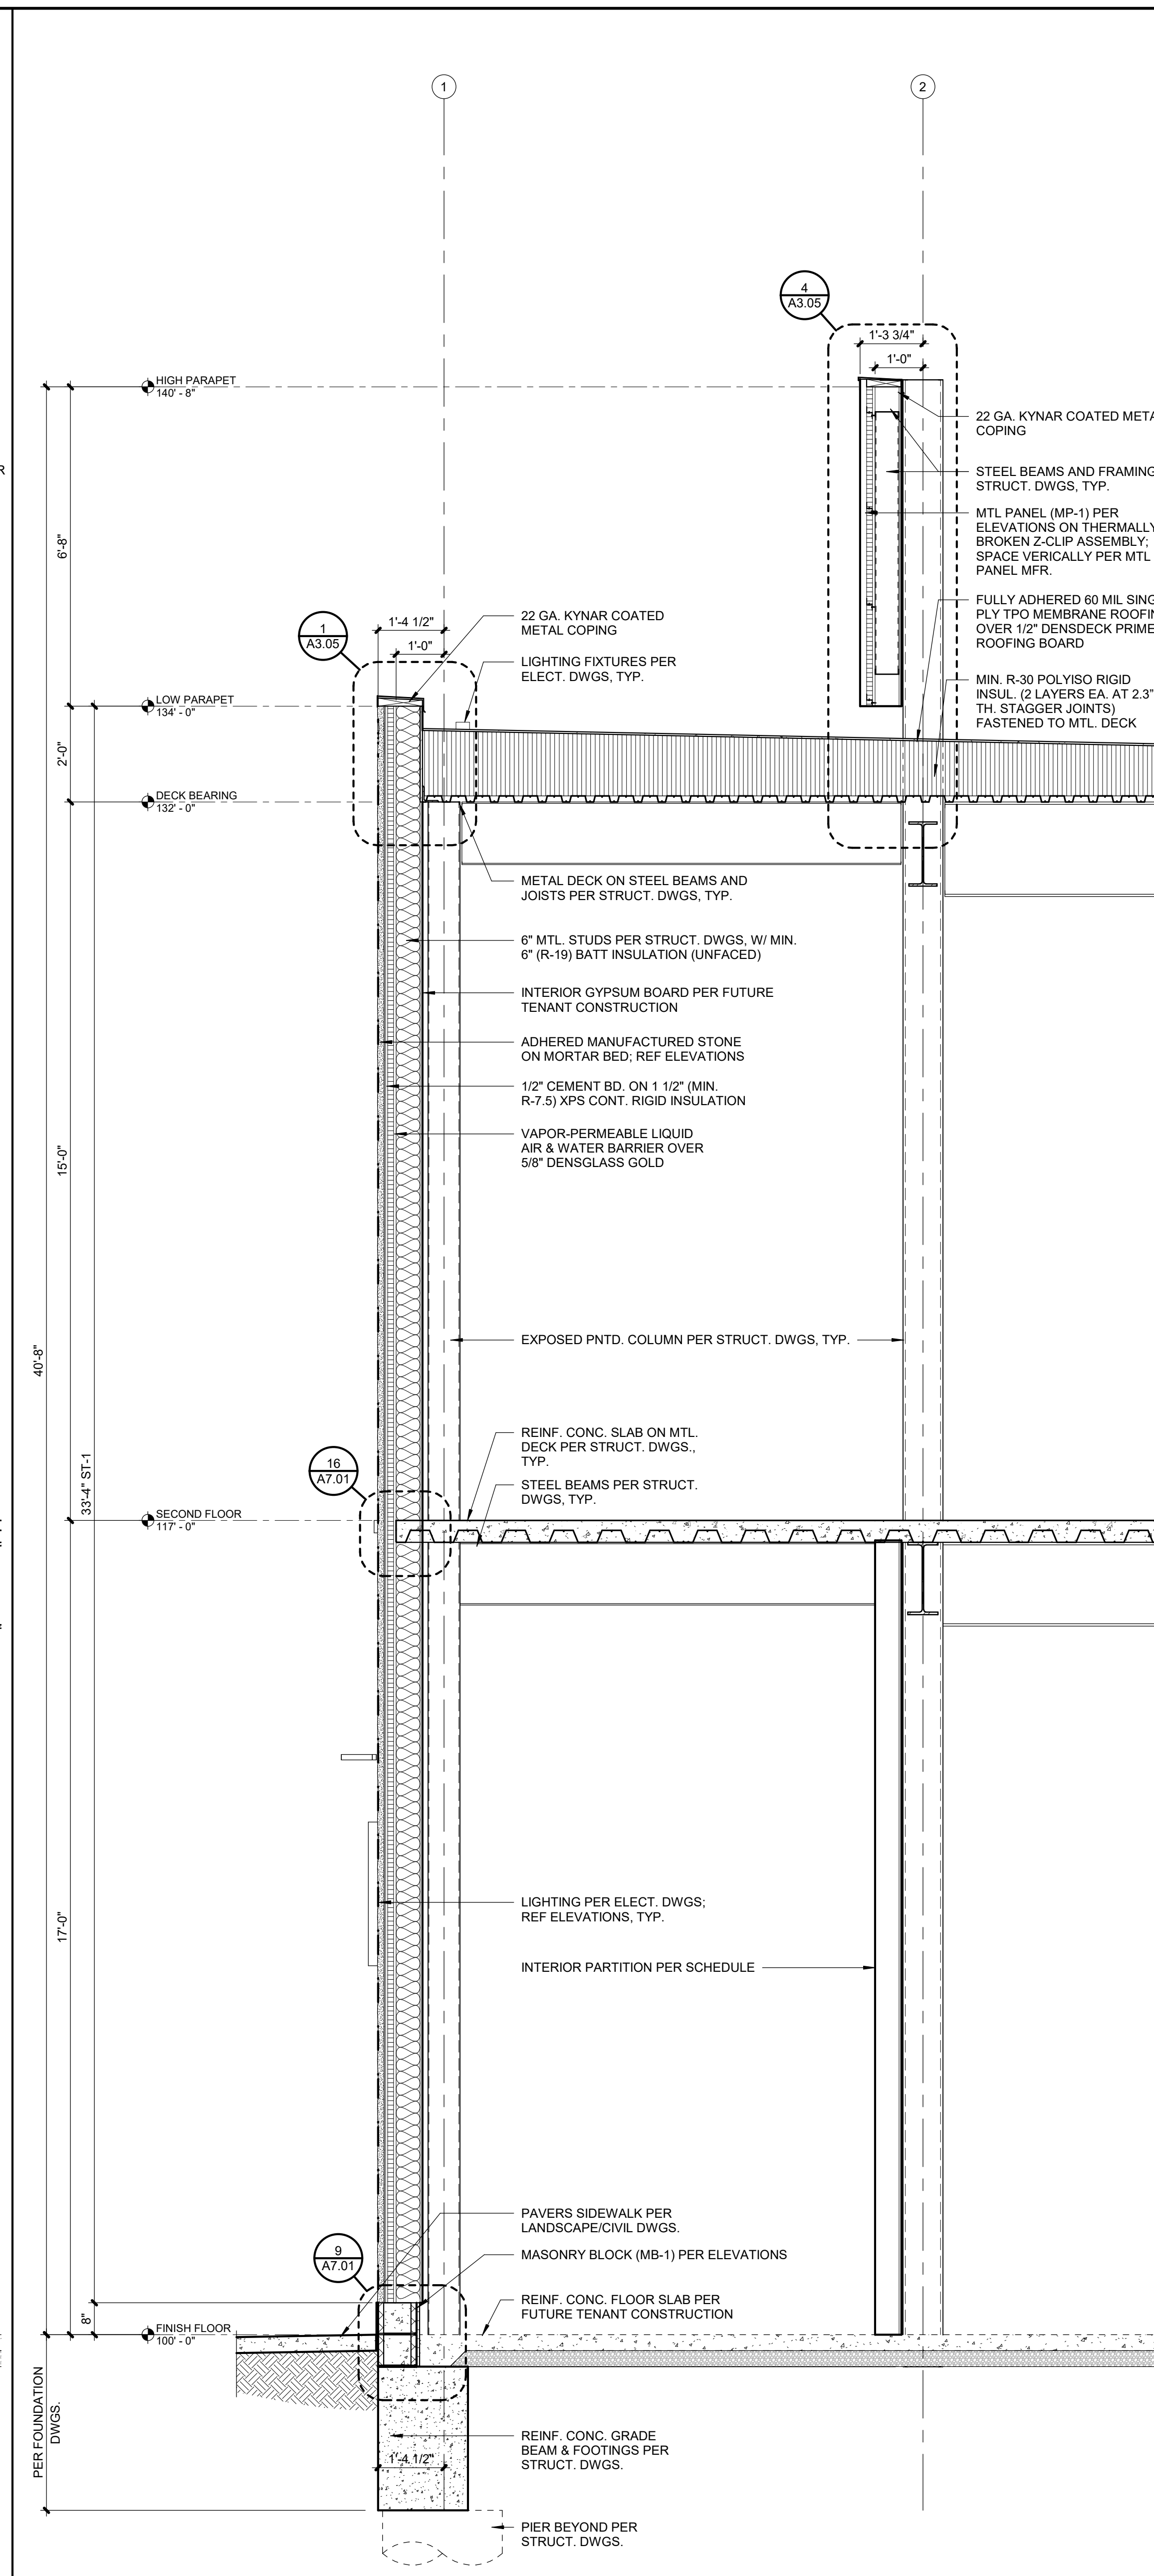 1
2
4
A3.05
1'-3 3/4"
1'-0"
HIGH PARAPET
140' - 8"
22 GA. KYNAR COATED META
COPING
STEEL BEAMS AND FRAMING
STRUCT. DWGS, TYP.
MTL PANEL (MP-1) PER
ELEVATIONS ON THERMALLY
BROKEN Z-CLIP ASSEMBLY;
SPACE VERICALLY PER MTL
PANEL MFR.
6'-8"
FULLY ADHERED 60 MIL SING
PLY TPO MEMBRANE ROOFIN
OVER 1/2" DENSDECK PRIME
ROOFING BOARD
1
A3.05
1'-4 1/2"
1'-0"
22 GA. KYNAR COATED
METAL COPING
LIGHTING FIXTURES PER
ELECT. DWGS, TYP.
MIN. R-30 POLYISO RIGID
INSUL. (2 LAYERS EA. AT 2.3"
TH. STAGGER JOINTS)
FASTENED TO MTL. DECK
LOW PARAPET
134' - 0"
2'-0"
DECK BEARING
132' - 0"
METAL DECK ON STEEL BEAMS AND
JOISTS PER STRUCT. DWGS, TYP.
6" MTL. STUDS PER STRUCT. DWGS, W/ MIN.
6" (R-19) BATT INSULATION (UNFACED)
INTERIOR GYPSUM BOARD PER FUTURE
TENANT CONSTRUCTION
ADHERED MANUFACTURED STONE
ON MORTAR BED; REF ELEVATIONS
1/2" CEMENT BD. ON 1 1/2" (MIN.
R-7.5) XPS CONT. RIGID INSULATION
VAPOR-PERMEABLE LIQUID
AIR & WATER BARRIER OVER
5/8" DENSGLASS GOLD
15'-0"
40'-8"
33'-4" ST-1
EXPOSED PNTD. COLUMN PER STRUCT. DWGS, TYP.
REINF. CONC. SLAB ON MTL.
DECK PER STRUCT. DWGS.,
TYP.
16
A7.01
STEEL BEAMS PER STRUCT.
DWGS, TYP.
SECOND FLOOR
117' - 0"
17'-0"
LIGHTING PER ELECT. DWGS;
REF ELEVATIONS, TYP.
INTERIOR PARTITION PER SCHEDULE
PAVERS SIDEWALK PER
LANDSCAPE/CIVIL DWGS.
9
A7.01
MASONRY BLOCK (MB-1) PER ELEVATIONS
REINF. CONC. FLOOR SLAB PER
FUTURE TENANT CONSTRUCTION
8"
FINISH FLOOR
100' - 0"
PER FOUNDATION
DWGS.
REINF. CONC. GRADE
BEAM & FOOTINGS PER
STRUCT. DWGS.
1'-4 1/2"
PIER BEYOND PER
STRUCT. DWGS.